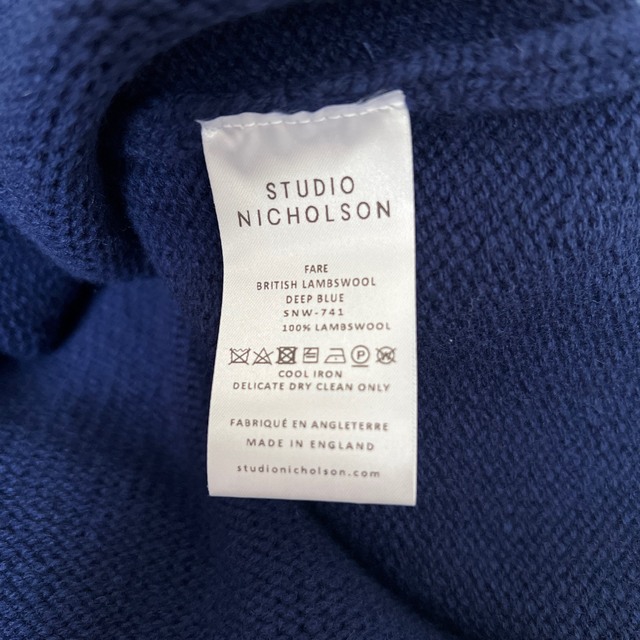 STUDIO
NICHOLSON
FARE
BRITISH LAMBSWOOL
DEEP BLUE
SNW-741
100% LAMBSWOOL
COOL IRON
DELICATE DRY CLEAN ONLY
FABRIQUÉ EN ANGLETERRE
MADE IN ENGLAND
studionicholson.com